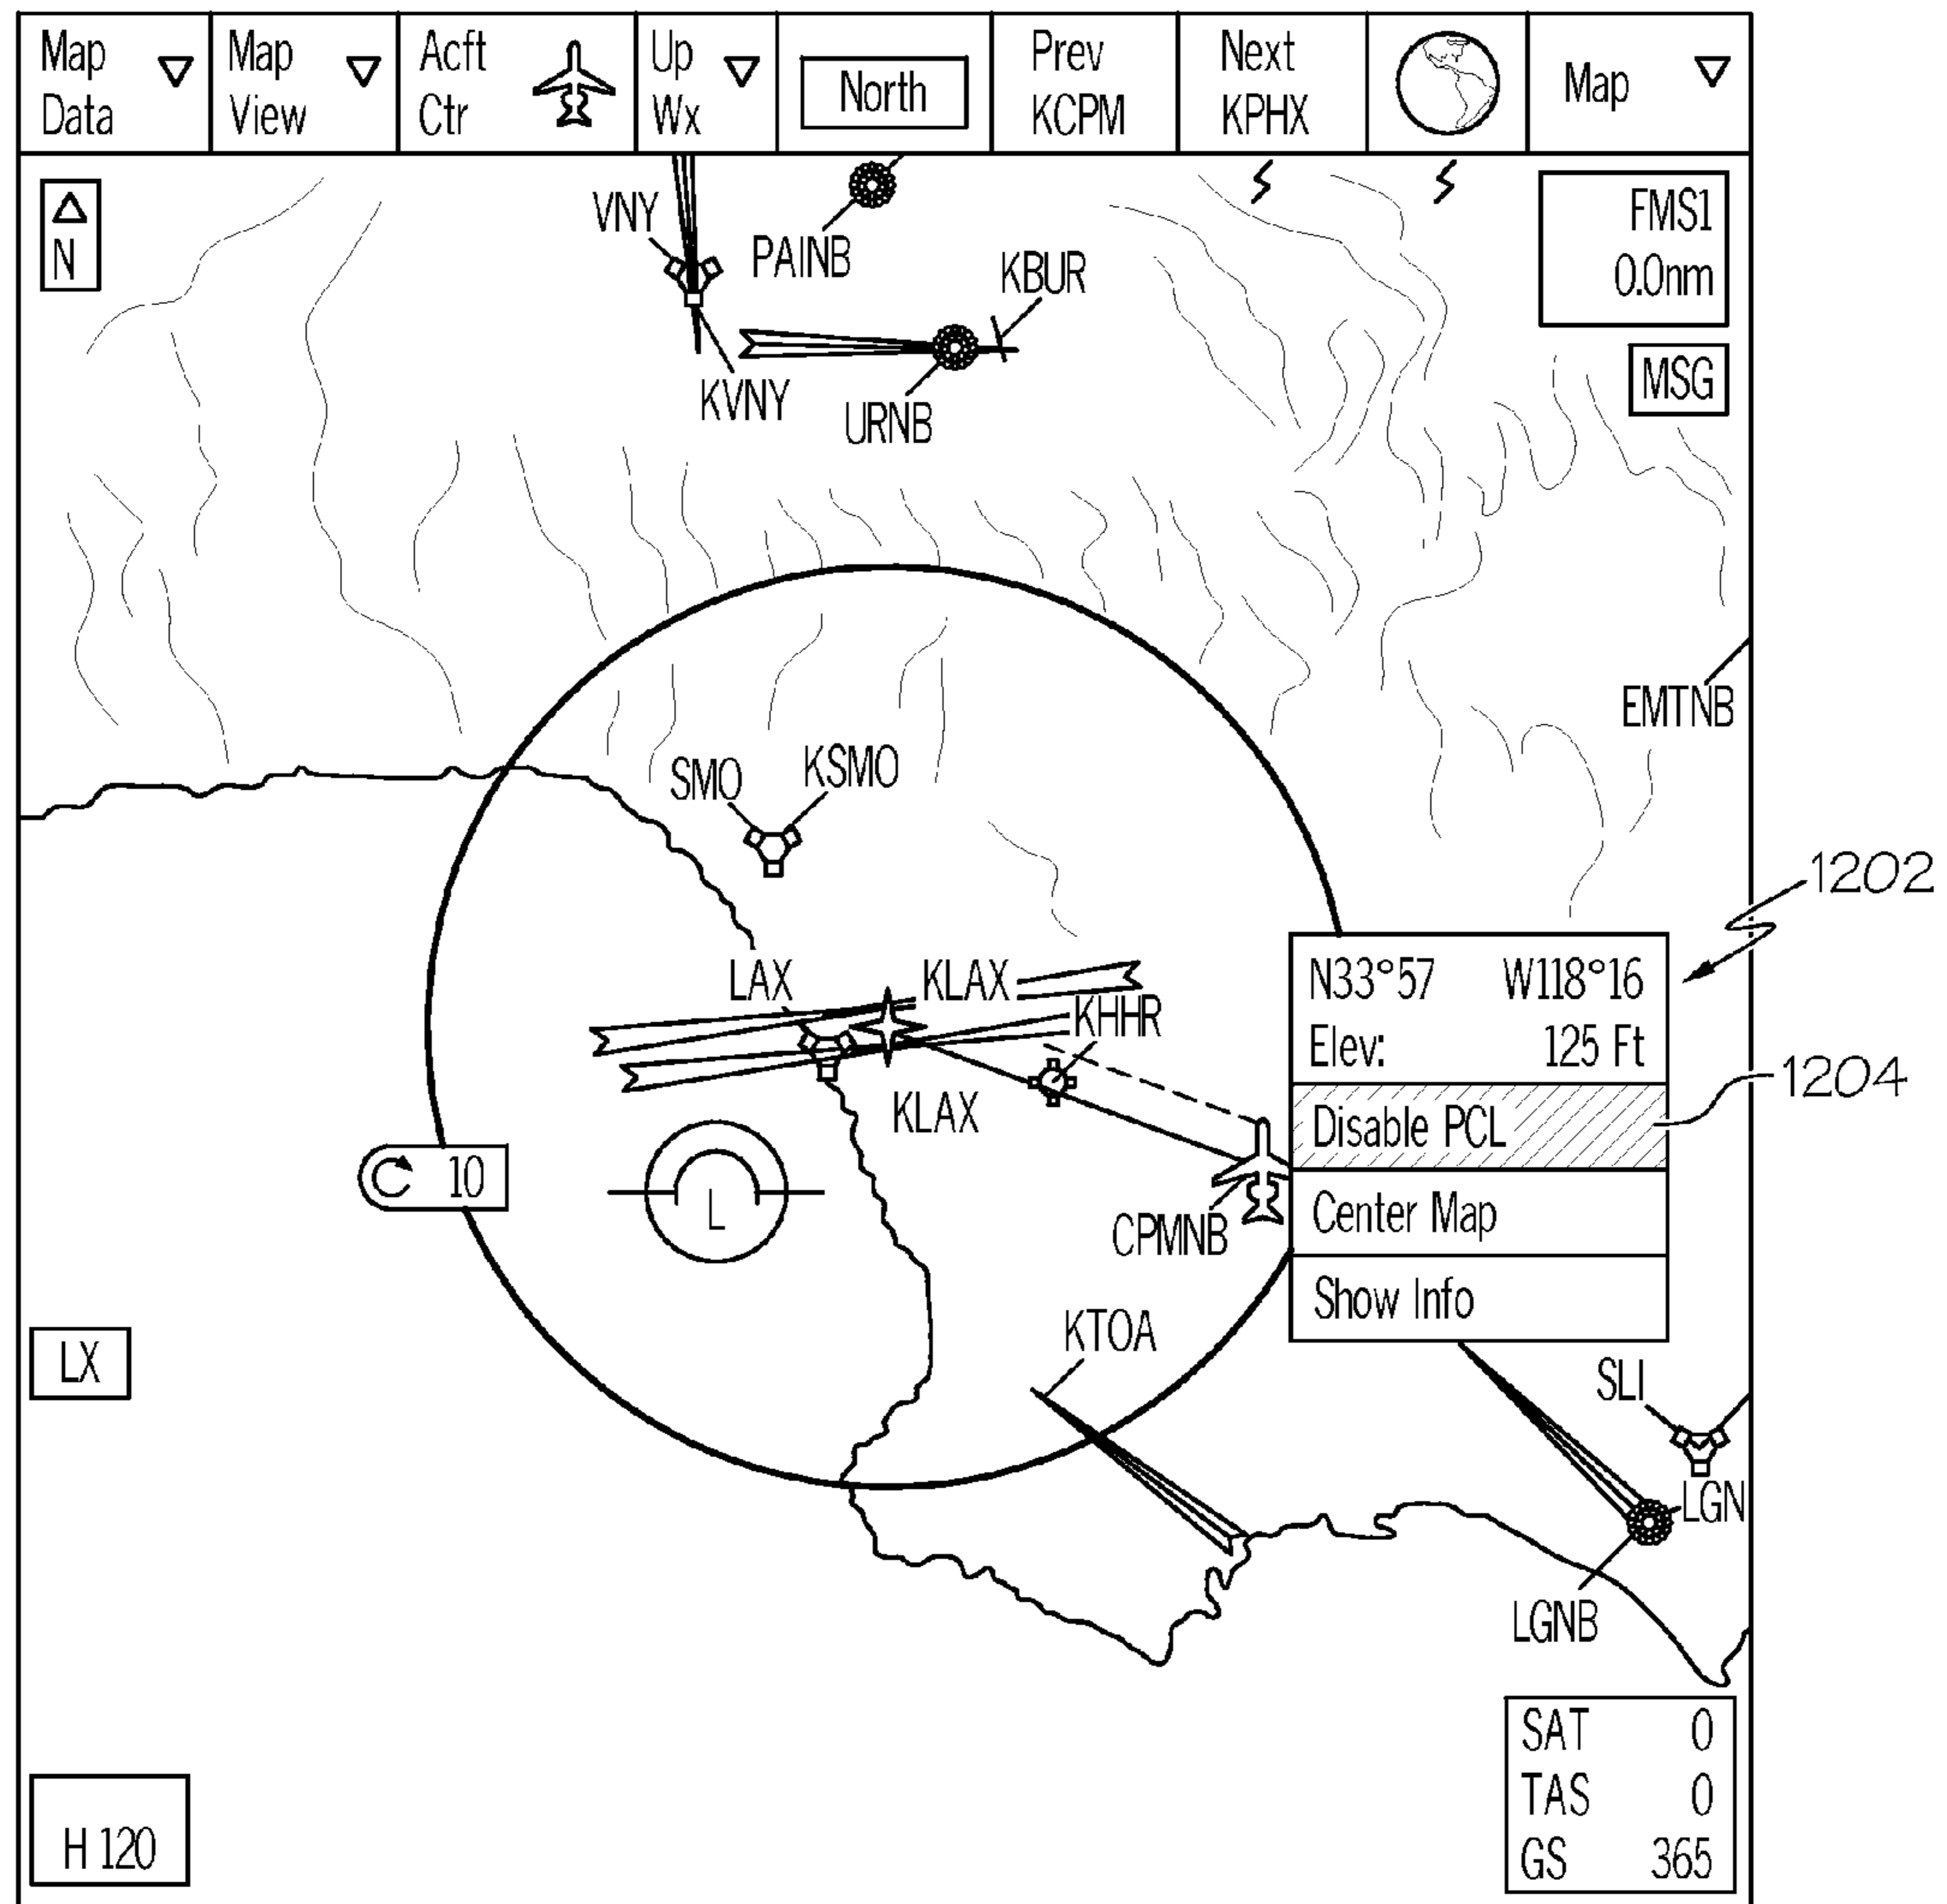 Map Data
Map View
Acft Ctr
Up Wx
North
Prev KCPM
Next KPHX
Map
N
VNY
PAINB
KBUR
FMS1
0.0nm
MSG
KVNY
URNB
EMTNB
SMO
KSMO
1202
LAX
KLAX
KHHR
N33°57 W118°16
Elev: 125 Ft
1204
Disable PCL
KLAX
10
L
CPMNB
Center Map
Show Info
KTOA
LX
SLI
LGN
LGNB
SAT 0
TAS 0
GS 365
H 120